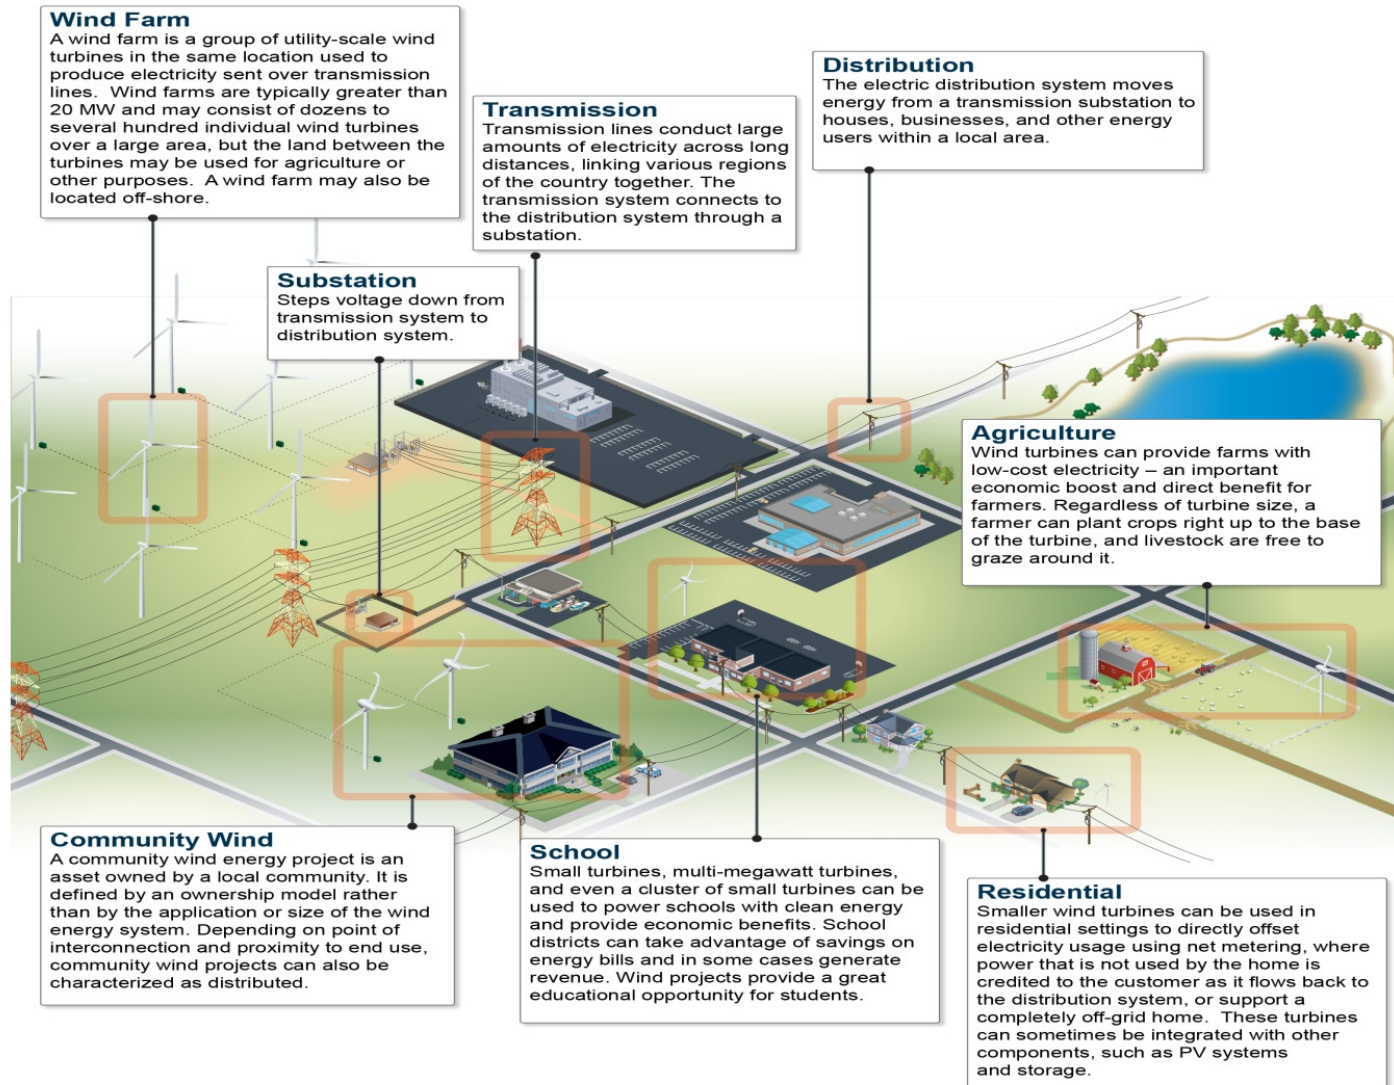 Wind Farm
A wind farm is a group of utility-scale wind
turbines in the same location used to
produce electricity sent over transmission
lines.  Wind farms are typically greater than
20 MW and may consist of dozens to
several hundred individual wind turbines
over a large area, but the land between the
turbines may be used for agriculture or
other purposes.  A wind farm may also be
located off-shore.
Transmission
Transmission lines conduct large
amounts of electricity across long
distances, linking various regions
of the country together. The
transmission system connects to
the distribution system through a
substation.
Distribution
The electric distribution system moves
energy from a transmission substation to
houses, businesses, and other energy
users within a local area.
Substation
Steps voltage down from
transmission system to
distribution system.
Agriculture
Wind turbines can provide farms with
low-cost electricity – an important
economic boost and direct benefit for
farmers. Regardless of turbine size, a
farmer can plant crops right up to the base
of the turbine, and livestock are free to
graze around it.
Community Wind
A community wind energy project is an
asset owned by a local community. It is
defined by an ownership model rather
than by the application or size of the wind
energy system. Depending on point of
interconnection and proximity to end use,
community wind projects can also be
characterized as distributed.
School
Small turbines, multi-megawatt turbines,
and even a cluster of small turbines can be
used to power schools with clean energy
and provide economic benefits. School
districts can take advantage of savings on
energy bills and in some cases generate
revenue. Wind projects provide a great
educational opportunity for students.
Residential
Smaller wind turbines can be used in
residential settings to directly offset
electricity usage using net metering, where
power that is not used by the home is
credited to the customer as it flows back to
the distribution system, or support a
completely off-grid home.  These turbines
can sometimes be integrated with other
components, such as PV systems
and storage.